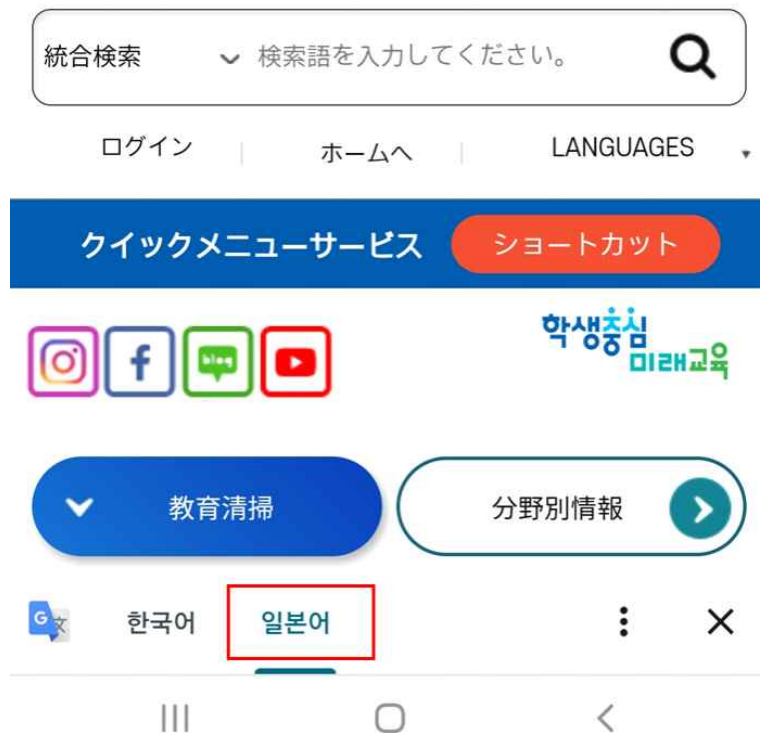 統合検索 検索語を入力してください。
ログイン ホームへ LANGUAGES
クイックメニューサービス ショートカット
blog
학생중심
미래교육
教育清掃 分野別情報
G 文 한국어 일본어